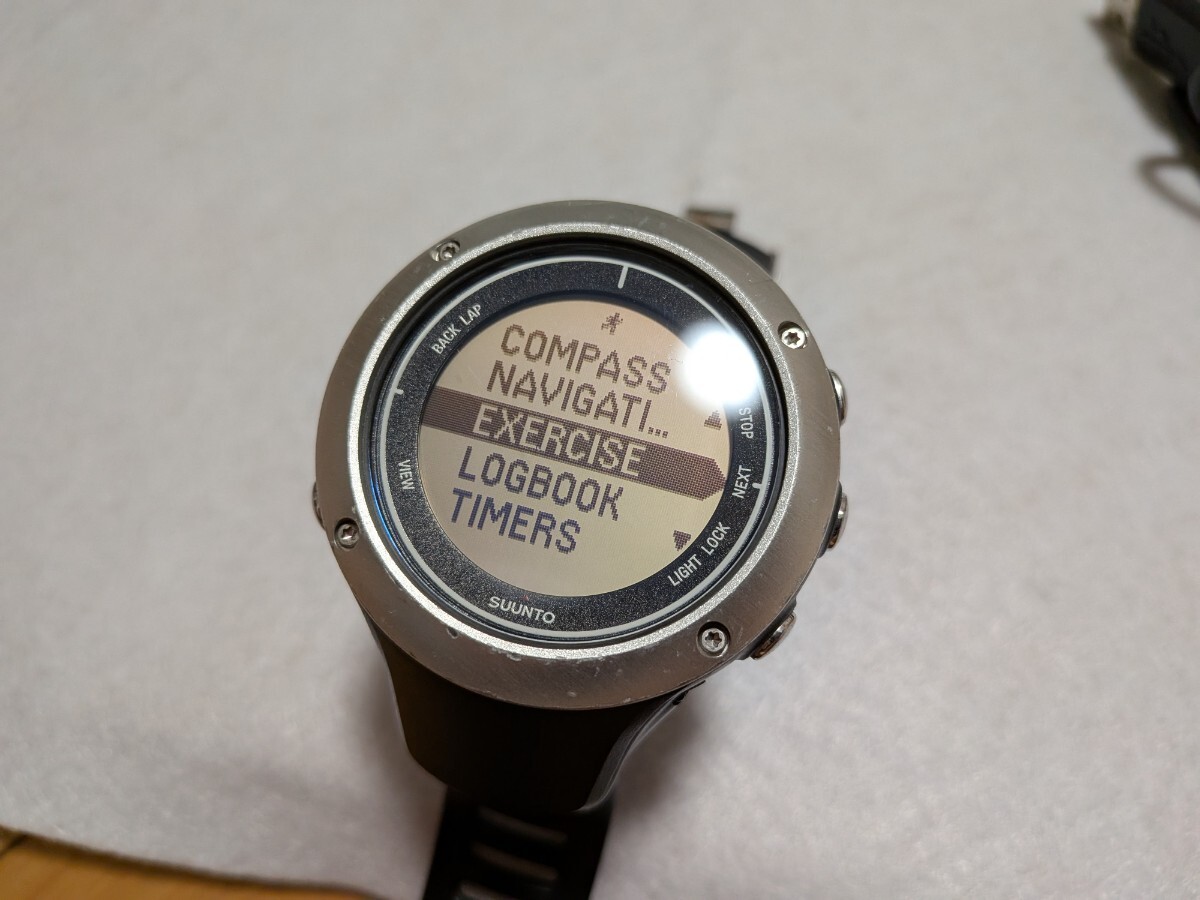 BACK LAP
COMPASS
NAVIGATI...
EXERCISE
LOGBOOK
TIMERS
VIEW
STOP
NEXT
LIGHT LOCK
SUUNTO